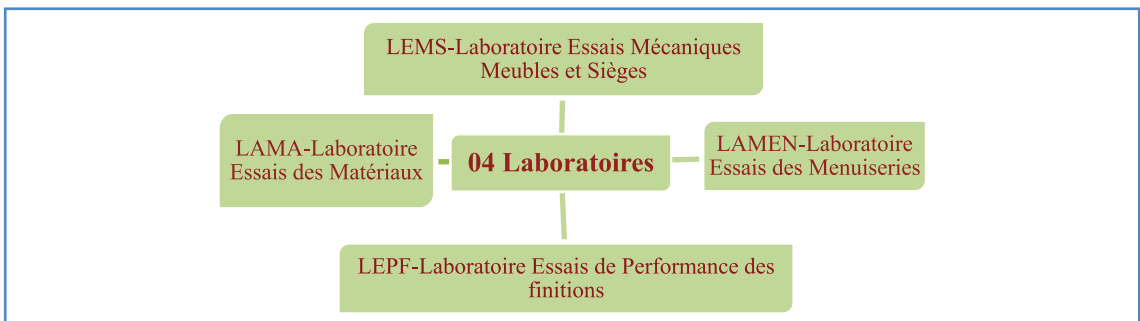 LEMS-Laboratoire Essais Mécaniques
Meubles et Sièges
LAMA-Laboratoire
Essais des Matériaux
04 Laboratoires
LAMEN-Laboratoire
Essais des Menuiseries
LEPF-Laboratoire Essais de Performance des
finitions